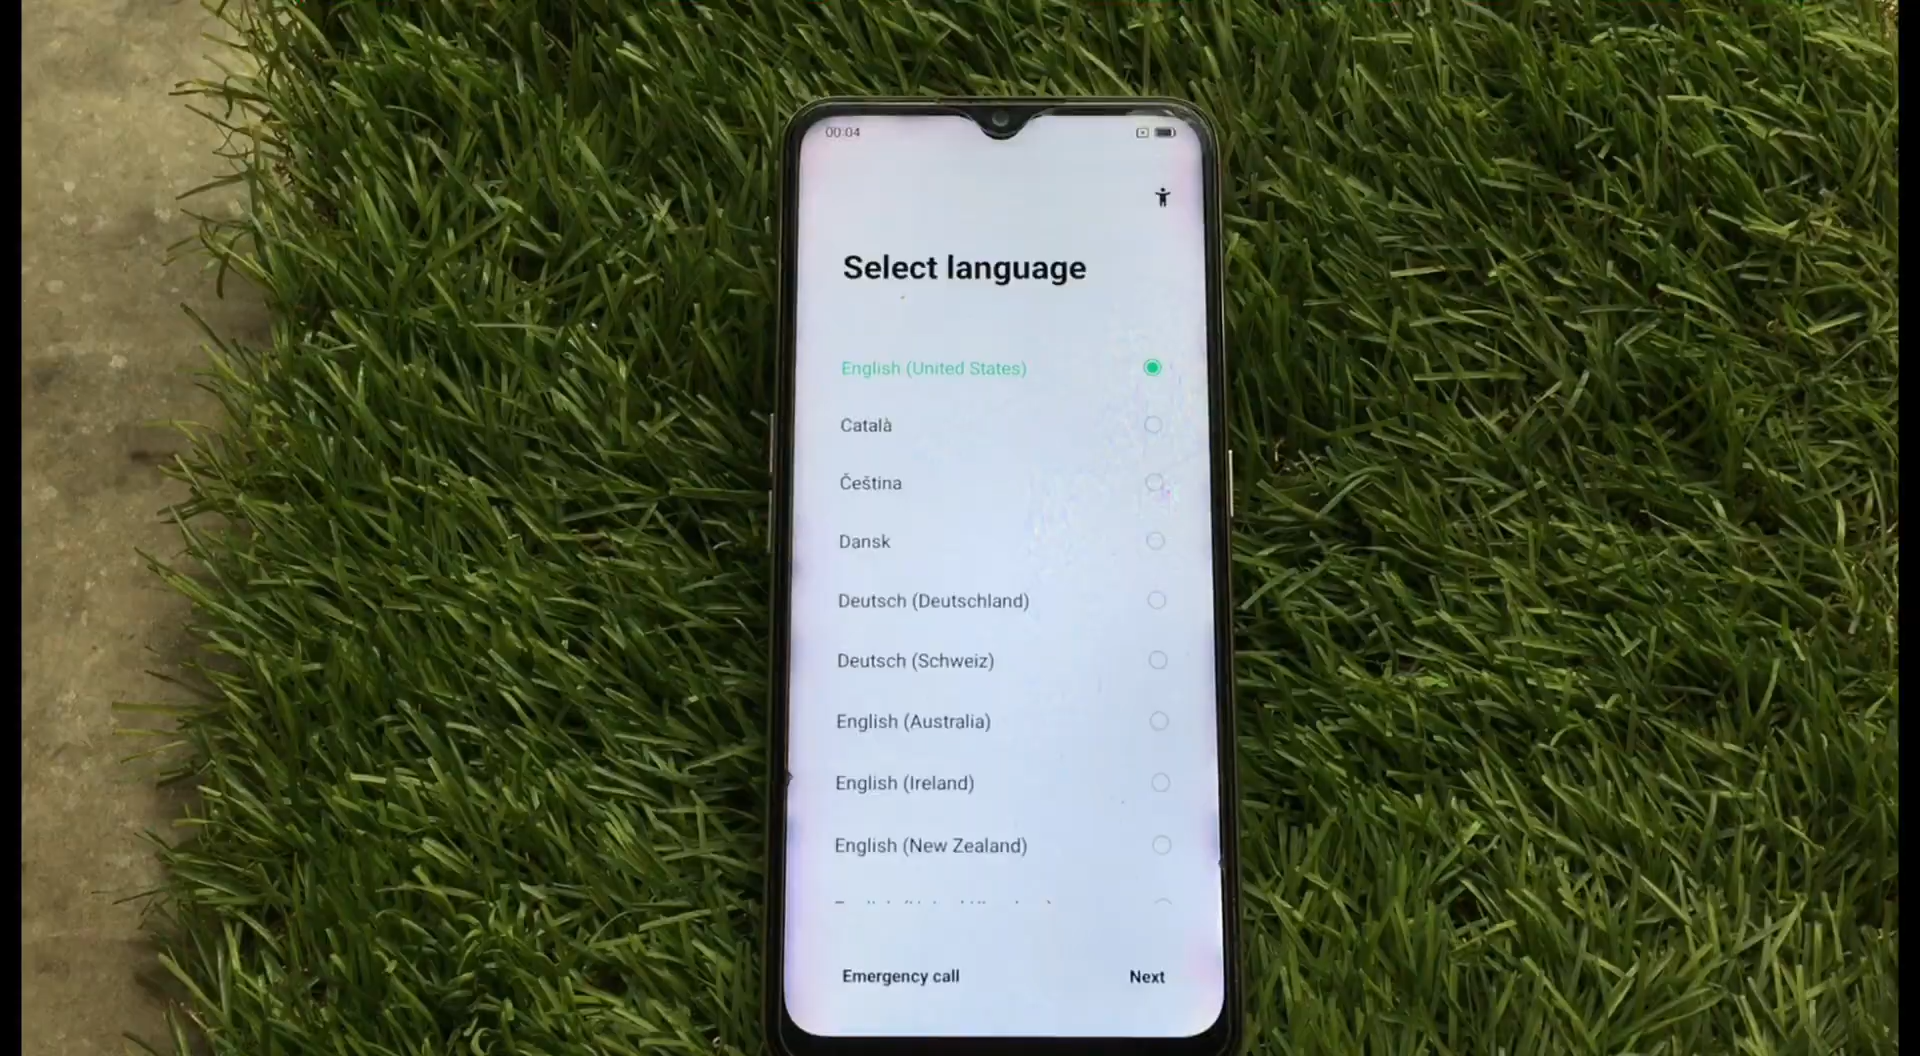 00:04
Select language
English (United States)
Català
Čeština
Dansk
Deutsch (Deutschland)
Deutsch (Schweiz)
English (Australia)
English (Ireland)
English (New Zealand)
Emergency call
Next